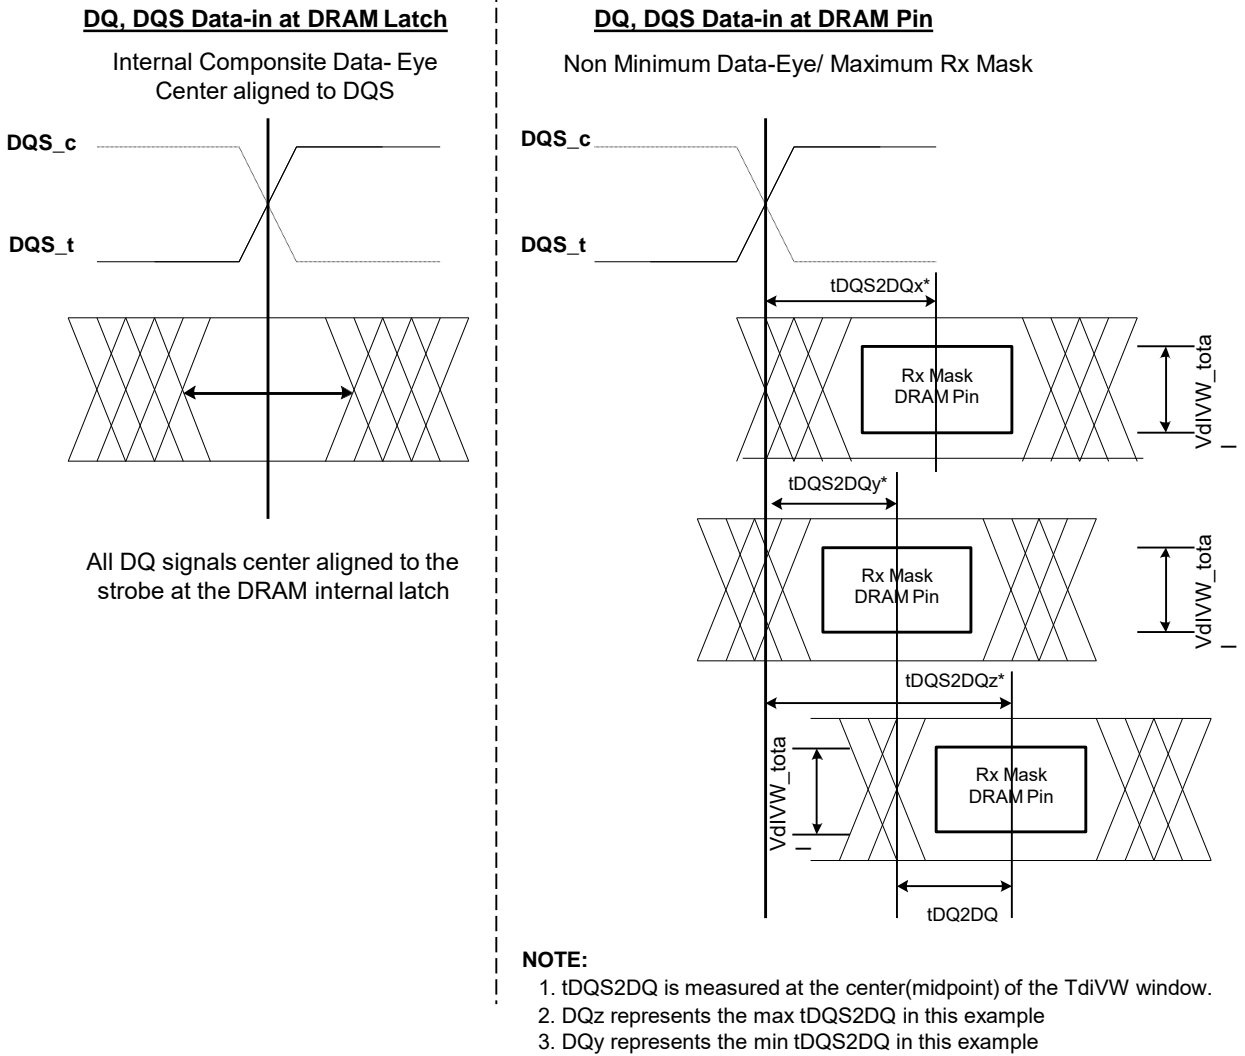 DQ, DQS Data-in at DRAM Latch
Internal Componsite Data- Eye
Center aligned to DQS
DQS_c
DQS_t
All DQ signals center aligned to the
strobe at the DRAM internal latch
DQ, DQS Data-in at DRAM Pin
Non Minimum Data-Eye/ Maximum Rx Mask
DQS_c
DQS_t
tDQS2DQx*
Rx Mask
DRAM Pin
VdIVW_tota
l
tDQS2DQy*
Rx Mask
DRAM Pin
VdIVW_tota
l
tDQS2DQz*
VdIVW_tota
l
Rx Mask
DRAM Pin
tDQ2DQ
NOTE:
1. tDQS2DQ is measured at the center(midpoint) of the TdiVW window.
2. DQz represents the max tDQS2DQ in this example
3. DQy represents the min tDQS2DQ in this example